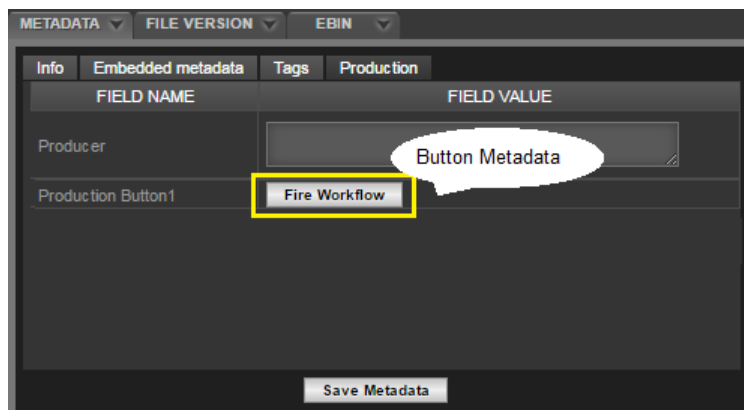 METADATA FILE VERSION EBIN
Info Embedded metadata Tags Production
FIELD NAME FIELD VALUE
Producer
Button Metadata
Production Button1 Fire Workflow
Save Metadata